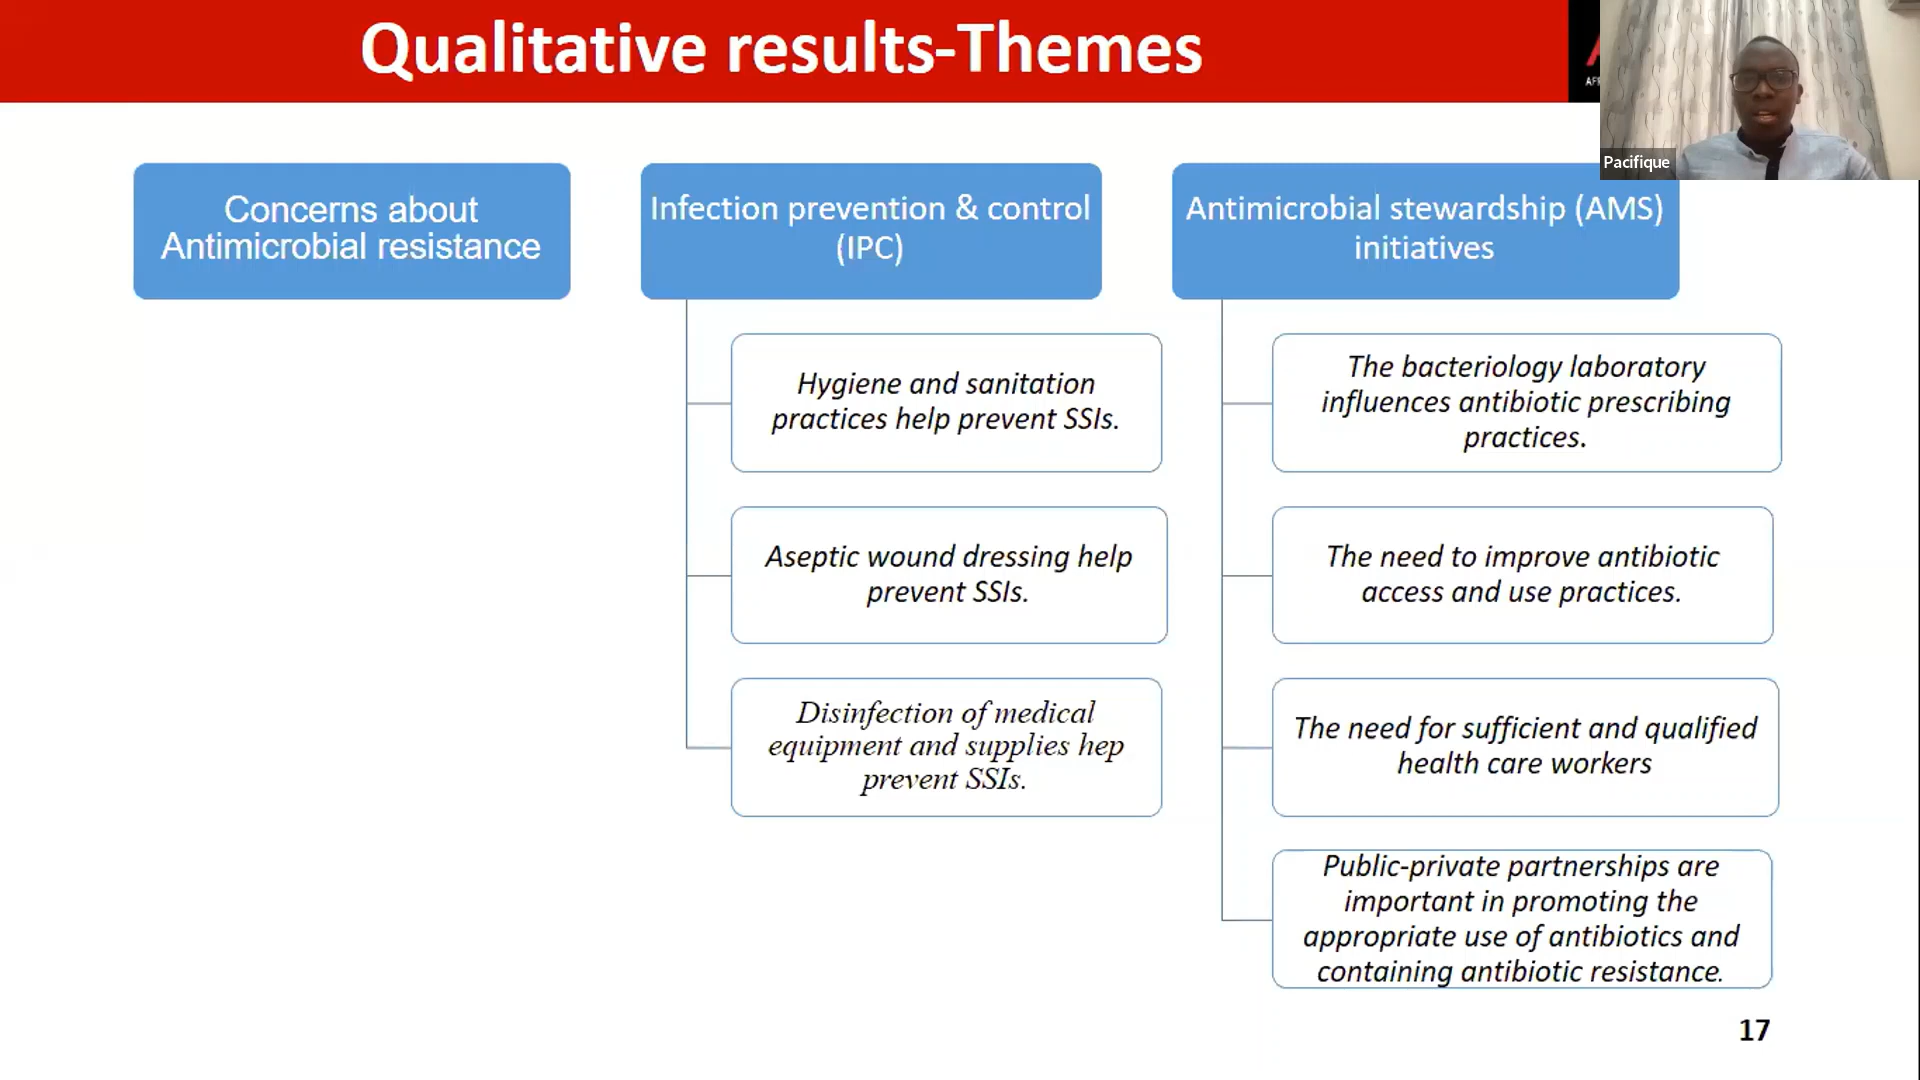 Qualitative results-Themes
AFR
Pacifique
Concerns about
Antimicrobial resistance
Infection prevention & control
(IPC)
Hygiene and sanitation
practices help prevent SSIs.
Aseptic wound dressing help
prevent SSIs.
Disinfection of medical
equipment and supplies hep
prevent SSIs.
Antimicrobial stewardship (AMS)
initiatives
The bacteriology laboratory
influences antibiotic prescribing
practices.
The need to improve antibiotic
access and use practices.
The need for sufficient and qualified
health care workers
Public-private partnerships are
important in promoting the
appropriate use of antibiotics and
containing antibiotic resistance.
17